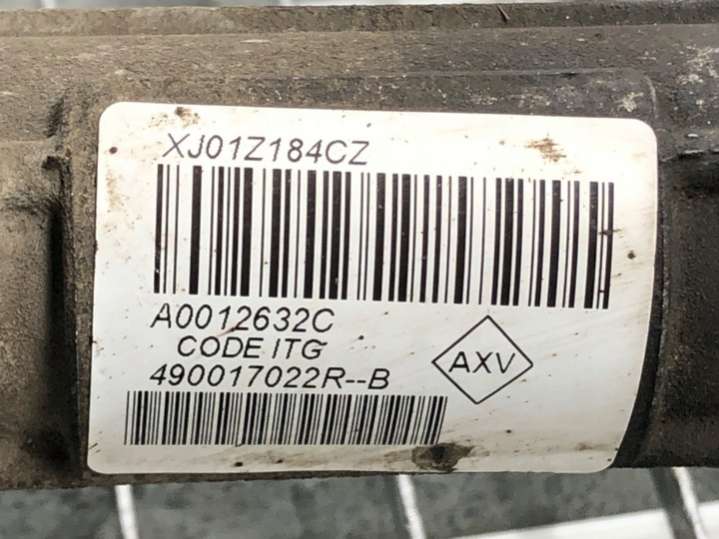 XJ01Z184CZ
A0012632C
CODE ITG
490017022R--B
AXV